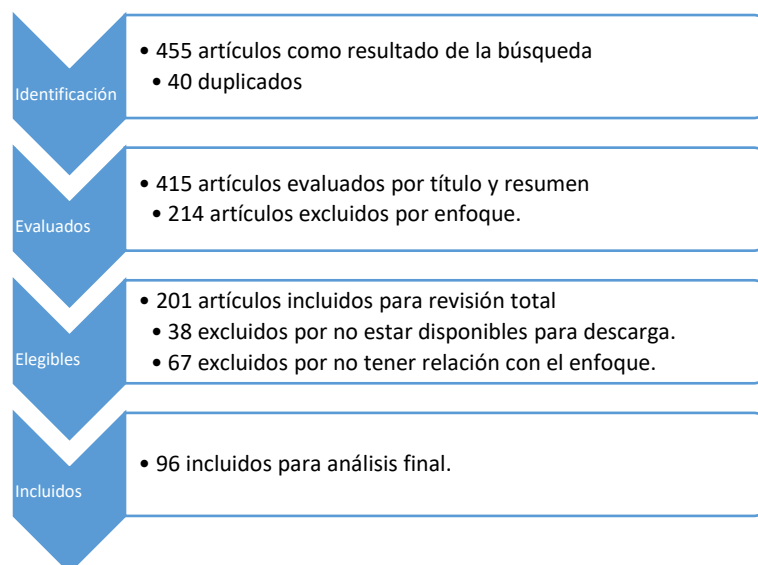 Identificación
• 455 artículos como resultado de la búsqueda
• 40 duplicados
Evaluados
• 415 artículos evaluados por título y resumen
• 214 artículos excluidos por enfoque.
Elegibles
• 201 artículos incluidos para revisión total
• 38 excluidos por no estar disponibles para descarga.
• 67 excluidos por no tener relación con el enfoque.
Incluidos
• 96 incluidos para análisis final.